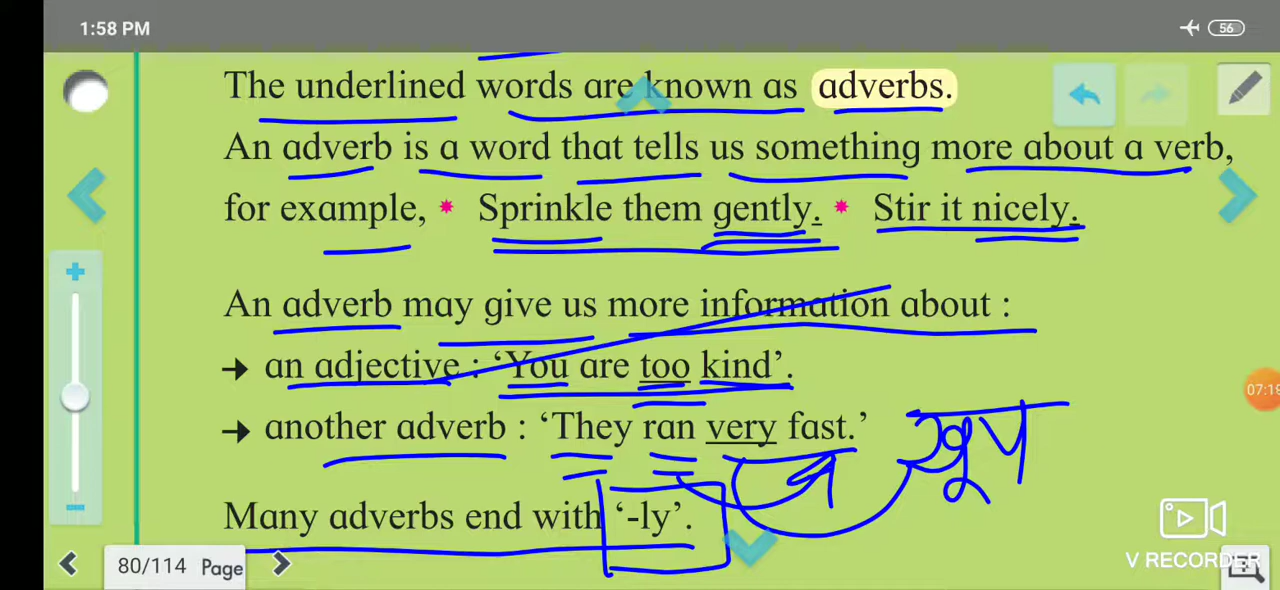 1:58 PM
56
The underlined words are known as adverbs.
An adverb is a word that tells us something more about a verb,
for example, * Sprinkle them gently. * Stir it nicely.
An adverb may give us more information about :
→ an adjective : ‘You are too kind’.
07:19
→ another adverb : ‘They ran very fast.’
Many adverbs end with ‘-ly’.
V RECORDER
80/114 Page